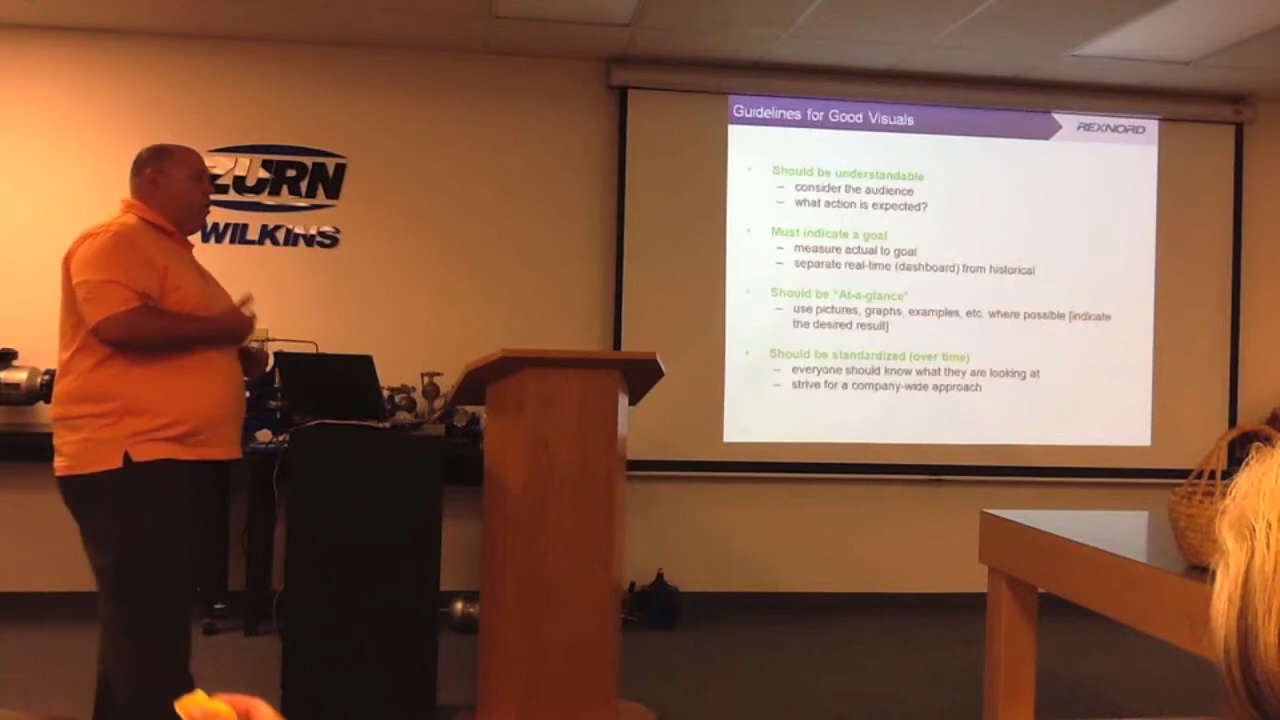 ZURN
WILKINS
Guidelines for Good Visuals
REXNORD
• Should be understandable
– consider the audience
– what action is expected?
• Must indicate a goal
– measure actual to goal
– separate real-time (dashboard) from historical
• Should be "At-a-glance"
– use pictures, graphs, examples, etc. where possible [indicate
the desired result]
• Should be standardized (over time)
– everyone should know what they are looking at
– strive for a company-wide approach